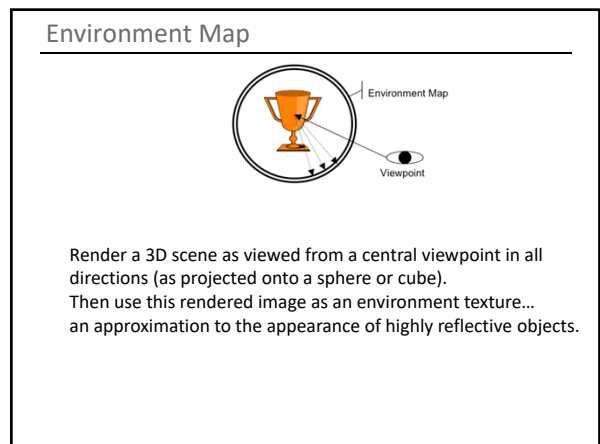 Environment Map
Environment Map
Viewpoint
Render a 3D scene as viewed from a central viewpoint in all
directions (as projected onto a sphere or cube).
Then use this rendered image as an environment texture…
an approximation to the appearance of highly reflective objects.